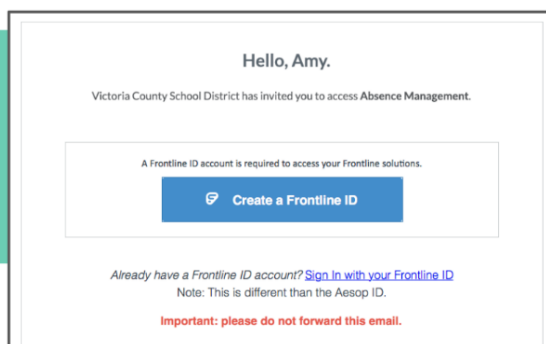 Hello, Amy.
Victoria County School District has invited you to access Absence Management.
A Frontline ID account is required to access your Frontline solutions.
Create a Frontline ID
Already have a Frontline ID account? Sign In with your Frontline ID
Note: This is different than the Aesop ID.
Important: please do not forward this email.